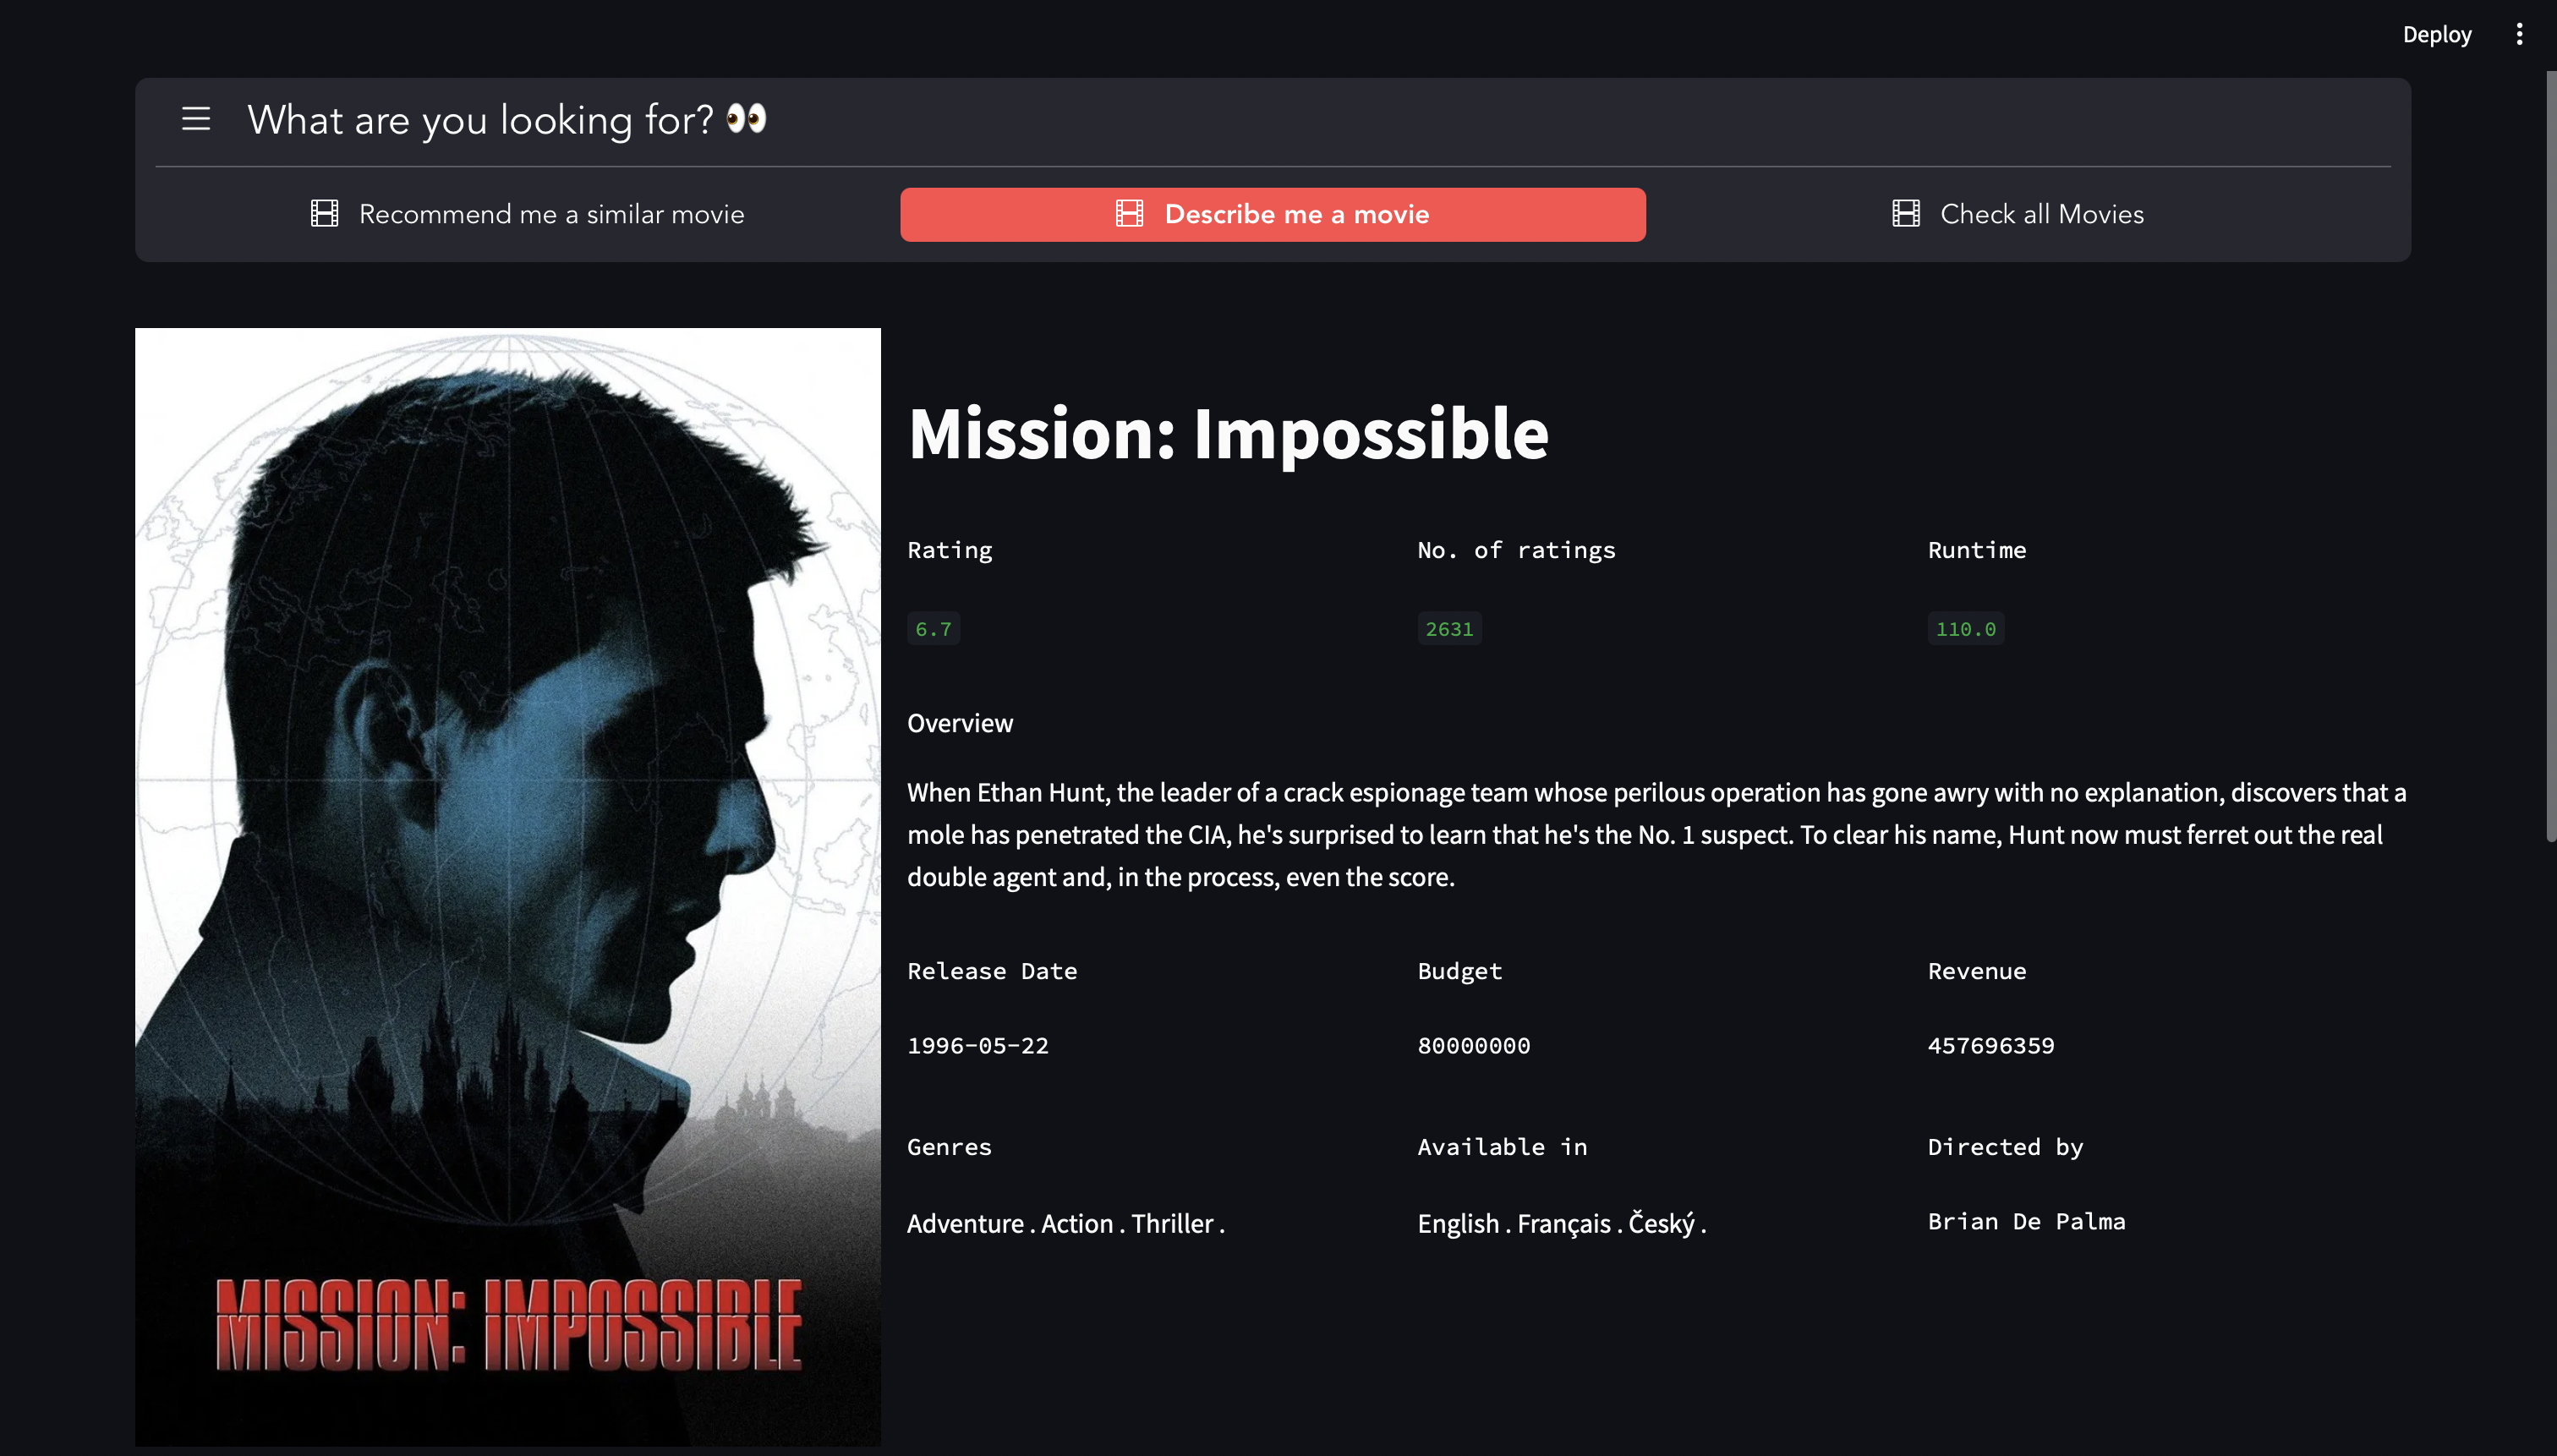 Deploy
What are you looking for? 👀
Recommend me a similar movie
Describe me a movie
Check all Movies
Mission: Impossible
Rating
No. of ratings
Runtime
6.7
2631
110.0
Overview
When Ethan Hunt, the leader of a crack espionage team whose perilous operation has gone awry with no explanation, discovers that a
mole has penetrated the CIA, he's surprised to learn that he's the No. 1 suspect. To clear his name, Hunt now must ferret out the real
double agent and, in the process, even the score.
Release Date
Budget
Revenue
1996-05-22
80000000
457696359
Genres
Available in
Directed by
Adventure . Action . Thriller .
English . Français . Český .
Brian De Palma
MISSION: IMPOSSIBLE